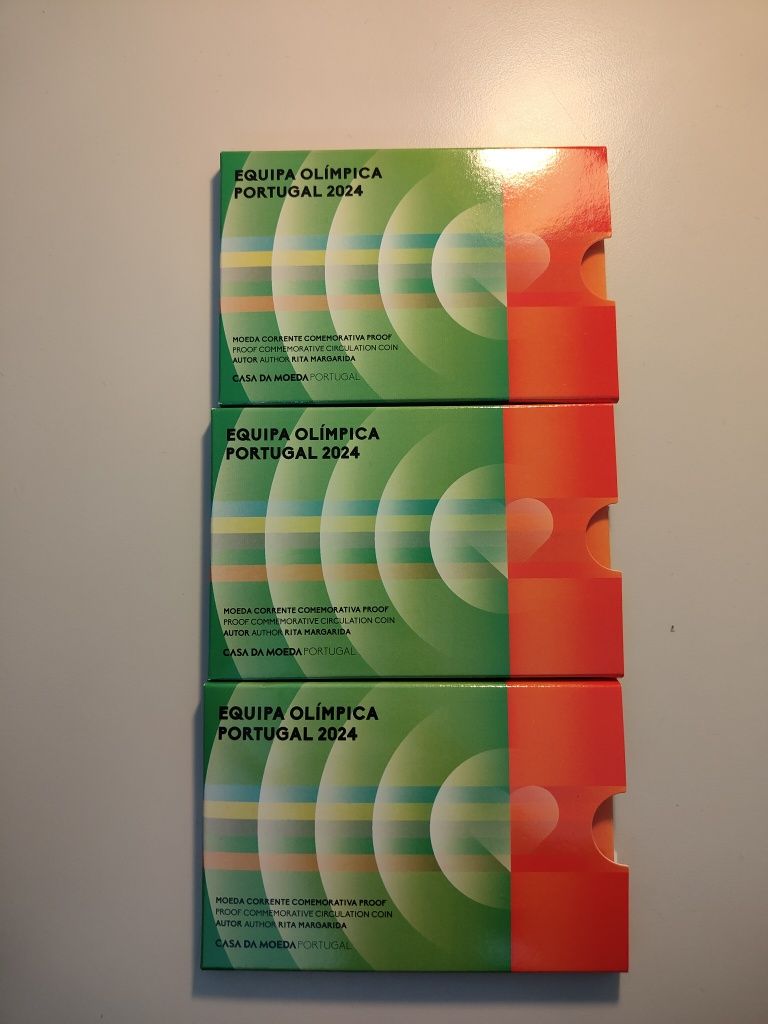 EQUIPA OLÍMPICA
PORTUGAL 2024
MOEDA CORRENTE COMEMORATIVA PROOF
PROOF COMMEMORATIVE CIRCULATION COIN
AUTOR AUTHOR RITA MARGARIDA
CASA DA MOEDA PORTUGAL
EQUIPA OLÍMPICA
PORTUGAL 2024
MOEDA CORRENTE COMEMORATIVA PROOF
PROOF COMMEMORATIVE CIRCULATION COIN
AUTOR AUTHOR RITA MARGARIDA
CASA DA MOEDA PORTUGAL
EQUIPA OLÍMPICA
PORTUGAL 2024
MOEDA CORRENTE COMEMORATIVA PROOF
PROOF COMMEMORATIVE CIRCULATION COIN
AUTOR AUTHOR RITA MARGARIDA
CASA DA MOEDA PORTUGAL